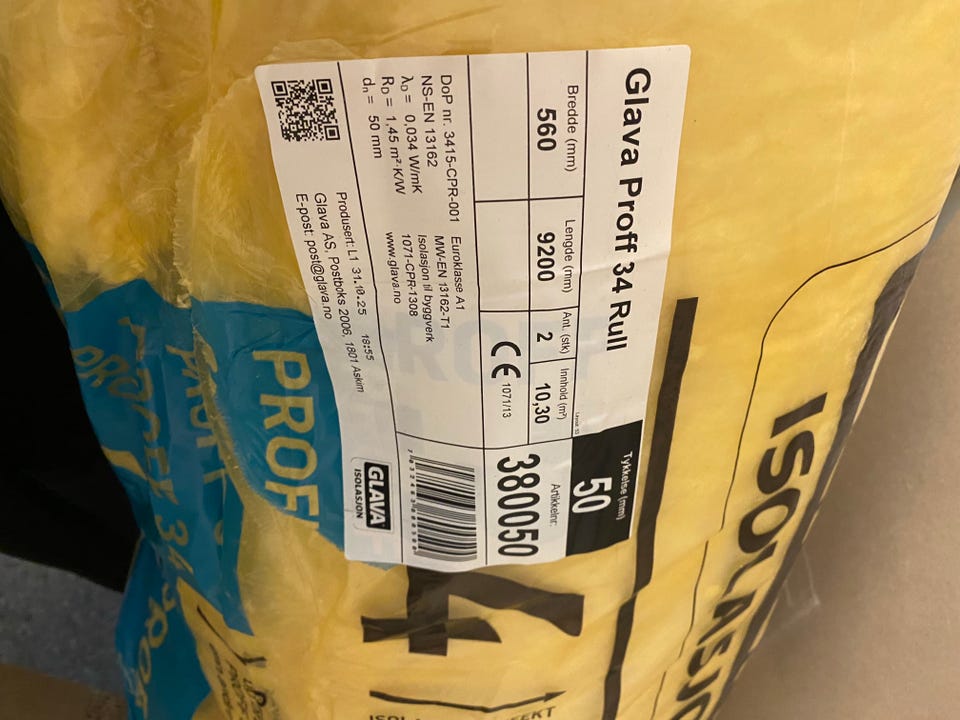 Glava Proff 34 Rull
Bredde (mm)
560
Lengde (mm)
9200
Ant. (stk)
2
Innhold (m²)
10,30
Tykkelse (mm)
50
CE 1071/13
Artikkelnr:
380050
DoP nr. 3415-CPR-001
NS-EN 13162
λD = 0,034 W/mK
RD = 1,45 m²·K/W
dn = 50 mm
Euroklasse A1
MW-EN 13162-T1
Isolasjon til byggverk
1071-CPR-1308
www.glava.no
Produsert: L1 31.10.25 18:55
Glava AS, Postboks 2006, 1801 Askim
E-post: post@glava.no
GLAVA
ISOLASJON
PROFF
4